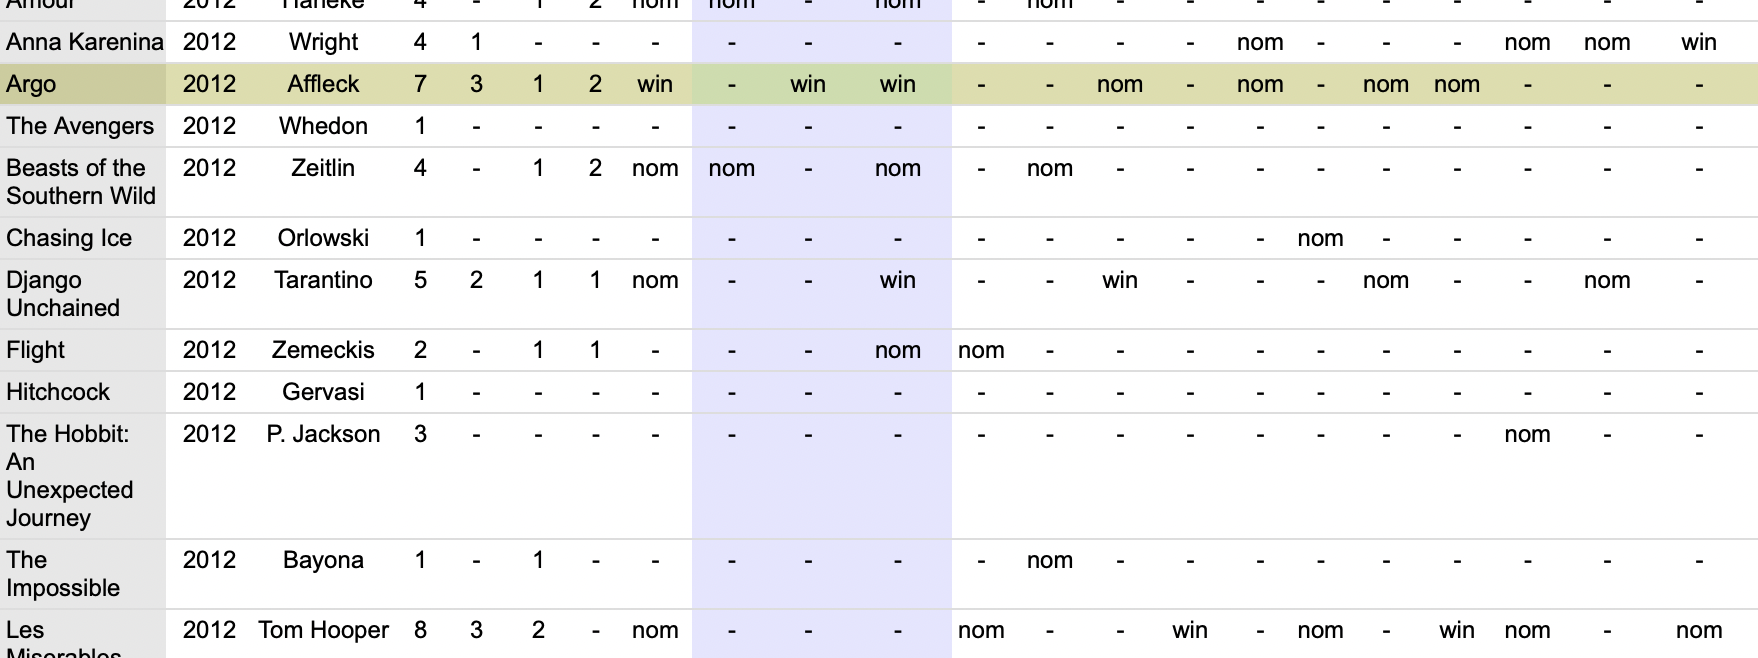 Amour 2012 Haneke 4 - 1 2 nom nom - nom - nom - - - - - - - - -
Anna Karenina 2012 Wright 4 1 - - - - - - - - - - nom - - - nom nom win
Argo 2012 Affleck 7 3 1 2 win - win win - - nom - nom - nom nom - - -
The Avengers 2012 Whedon 1 - - - - - - - - - - - - - - - - - -
Beasts of the 2012 Zeitlin 4 - 1 2 nom nom - nom - nom - - - - - - - - -
Southern Wild
Chasing Ice 2012 Orlowski 1 - - - - - - - - - - - - nom - - - - -
Django 2012 Tarantino 5 2 1 1 nom - - win - - win - - - nom - - nom -
Unchained
Flight 2012 Zemeckis 2 - 1 1 - - - nom nom - - - - - - - - - -
Hitchcock 2012 Gervasi 1 - - - - - - - - - - - - - - - - - -
The Hobbit: 2012 P. Jackson 3 - - - - - - - - - - - - - - - nom - -
An
Unexpected
Journey
The 2012 Bayona 1 - 1 - - - - - - nom - - - - - - - - -
Impossible
Les 2012 Tom Hooper 8 3 2 - nom - - - nom - - win - nom - win nom - nom
Miserables